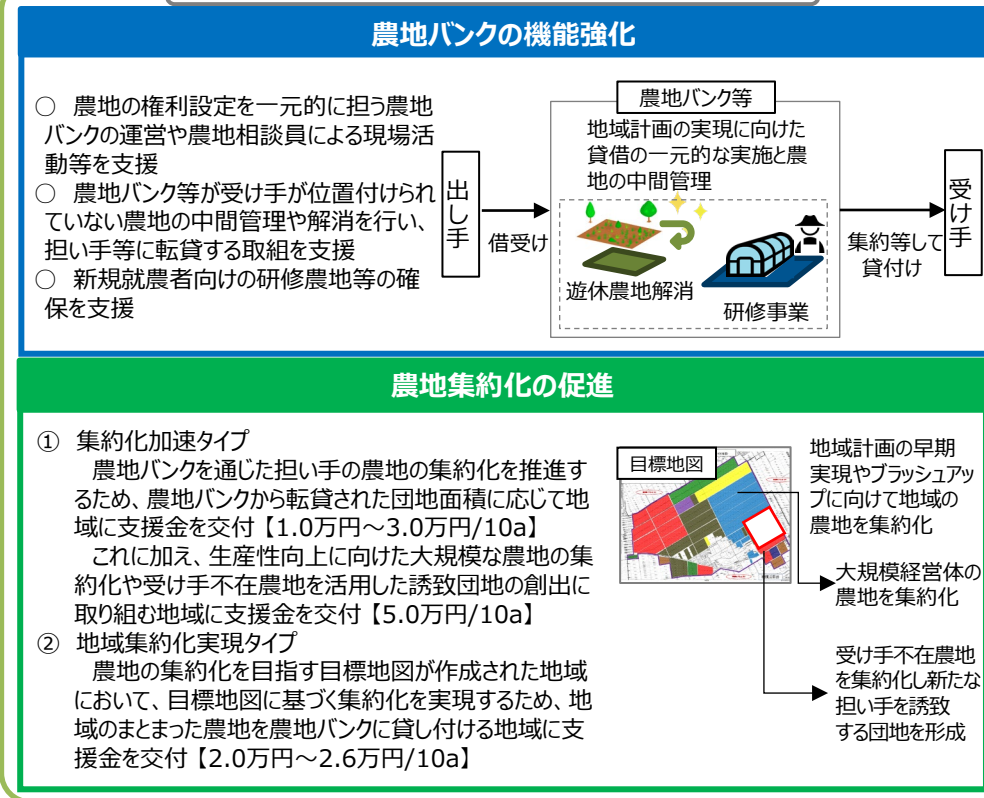 農地バンクの機能強化
○ 農地の権利設定を一元的に担う農地
バンクの運営や農地相談員による現場活
動等を支援
○ 農地バンク等が受け手が位置付けられ
ていない農地の中間管理や解消を行い、
担い手等に転貸する取組を支援
○ 新規就農者向けの研修農地等の確
保を支援
出し手
借受け
農地バンク等
地域計画の実現に向けた
貸借の一元的な実施と農
地の中間管理
遊休農地解消
研修事業
集約等して
貸付け
受け手
農地集約化の促進
① 集約化加速タイプ
農地バンクを通じた担い手の農地の集約化を推進す
るため、農地バンクから転貸された団地面積に応じて地
域に支援金を交付【1.0万円～3.0万円/10a】
これに加え、生産性向上に向けた大規模な農地の集
約化や受け手不在農地を活用した誘致団地の創出に
取り組む地域に支援金を交付【5.0万円/10a】
② 地域集約化実現タイプ
農地の集約化を目指す目標地図が作成された地域
において、目標地図に基づく集約化を実現するため、地
域のまとまった農地を農地バンクに貸し付ける地域に支
援金を交付【2.0万円～2.6万円/10a】
目標地図
地域計画の早期
実現やブラッシュアッ
プに向けて地域の
農地を集約化
大規模経営体の
農地を集約化
受け手不在農地
を集約化し新たな
担い手を誘致
する団地を形成